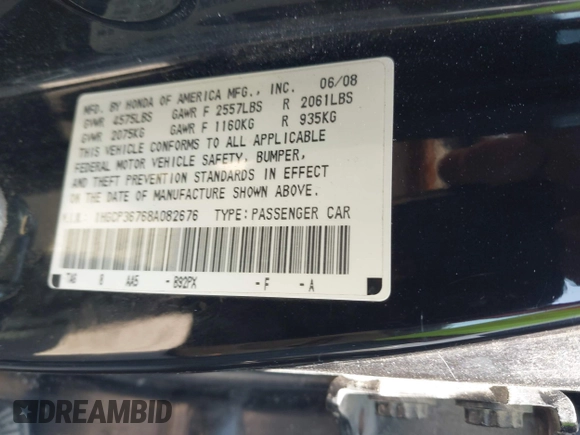 MFD. BY HONDA OF AMERICA MFG., INC. 06/08
GVWR 4575LBS GAWR F 2557LBS R 2061LBS
GVWR 2075KG GAWR F 1160KG R 935KG
THIS VEHICLE CONFORMS TO ALL APPLICABLE
FEDERAL MOTOR VEHICLE SAFETY, BUMPER,
AND THEFT PREVENTION STANDARDS IN EFFECT
ON THE DATE OF MANUFACTURE SHOWN ABOVE.
V.I.N.: 1HGCP36768A082676 TYPE: PASSENGER CAR
TA6 8 AA5 - B92PX - F - A
DREAMBID